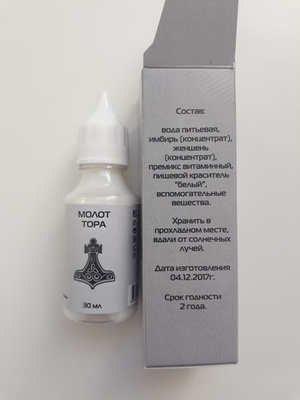 МОЛОТ
ТОРА
30 МЛ
Состав:
вода питьевая,
имбирь (концентрат),
женшень
(концентрат),
премикс витаминный,
пищевой краситель
"белый",
вспомогательные
вещества.
Хранить в
прохладном месте,
вдали от солнечных
лучей.
Дата изготовления
04.12.2017г.
Срок годности
2 года.